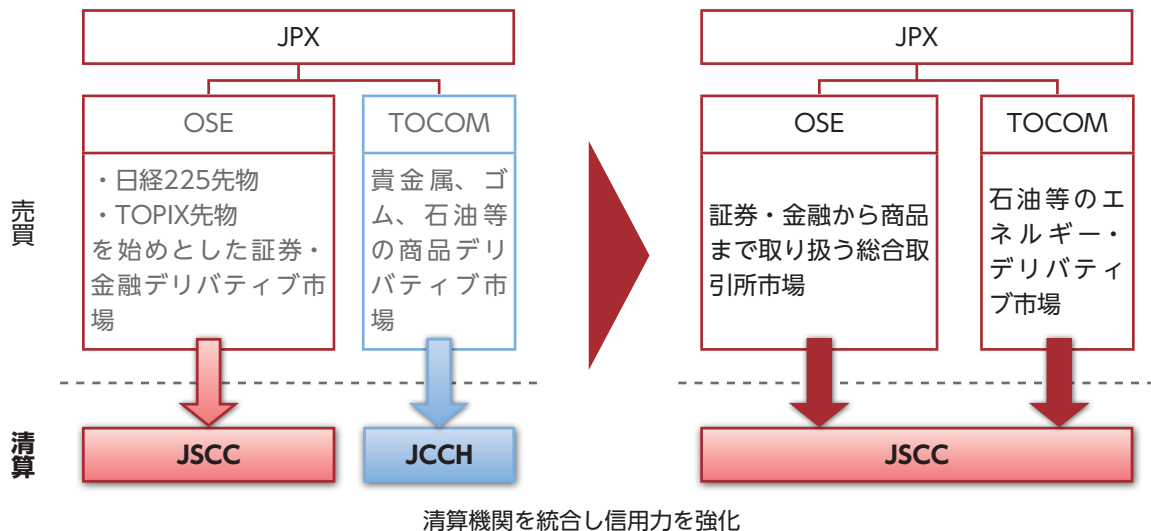 JPX
OSE
TOCOM
・日経225先物
・TOPIX先物
を始めとした証券・
金融デリバティブ市
場
貴金属、ゴ
ム、石油等
の商品デリ
バティブ市
場
JPX
OSE
TOCOM
証券・金融から商品
まで取り扱う総合取
引所市場
石油等のエ
ネルギー・
デリバティ
ブ市場
売買
清算
JSCC
JCCH
JSCC
清算機関を統合し信用力を強化